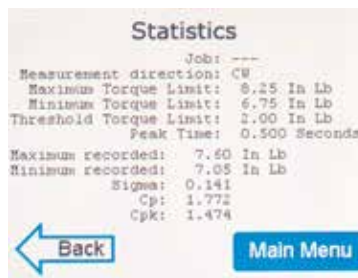 Statistics
Job: ---
Measurement direction: CW
Maximum Torque Limit: 8.25 In Lb
Minimum Torque Limit: 6.75 In Lb
Threshold Torque Limit: 2.00 In Lb
Peak Time: 0.500 Seconds
Maximum recorded: 7.60 In Lb
Minimum recorded: 7.05 In Lb
Sigma: 0.141
Cp: 1.772
Cpk: 1.474
Back
Main Menu